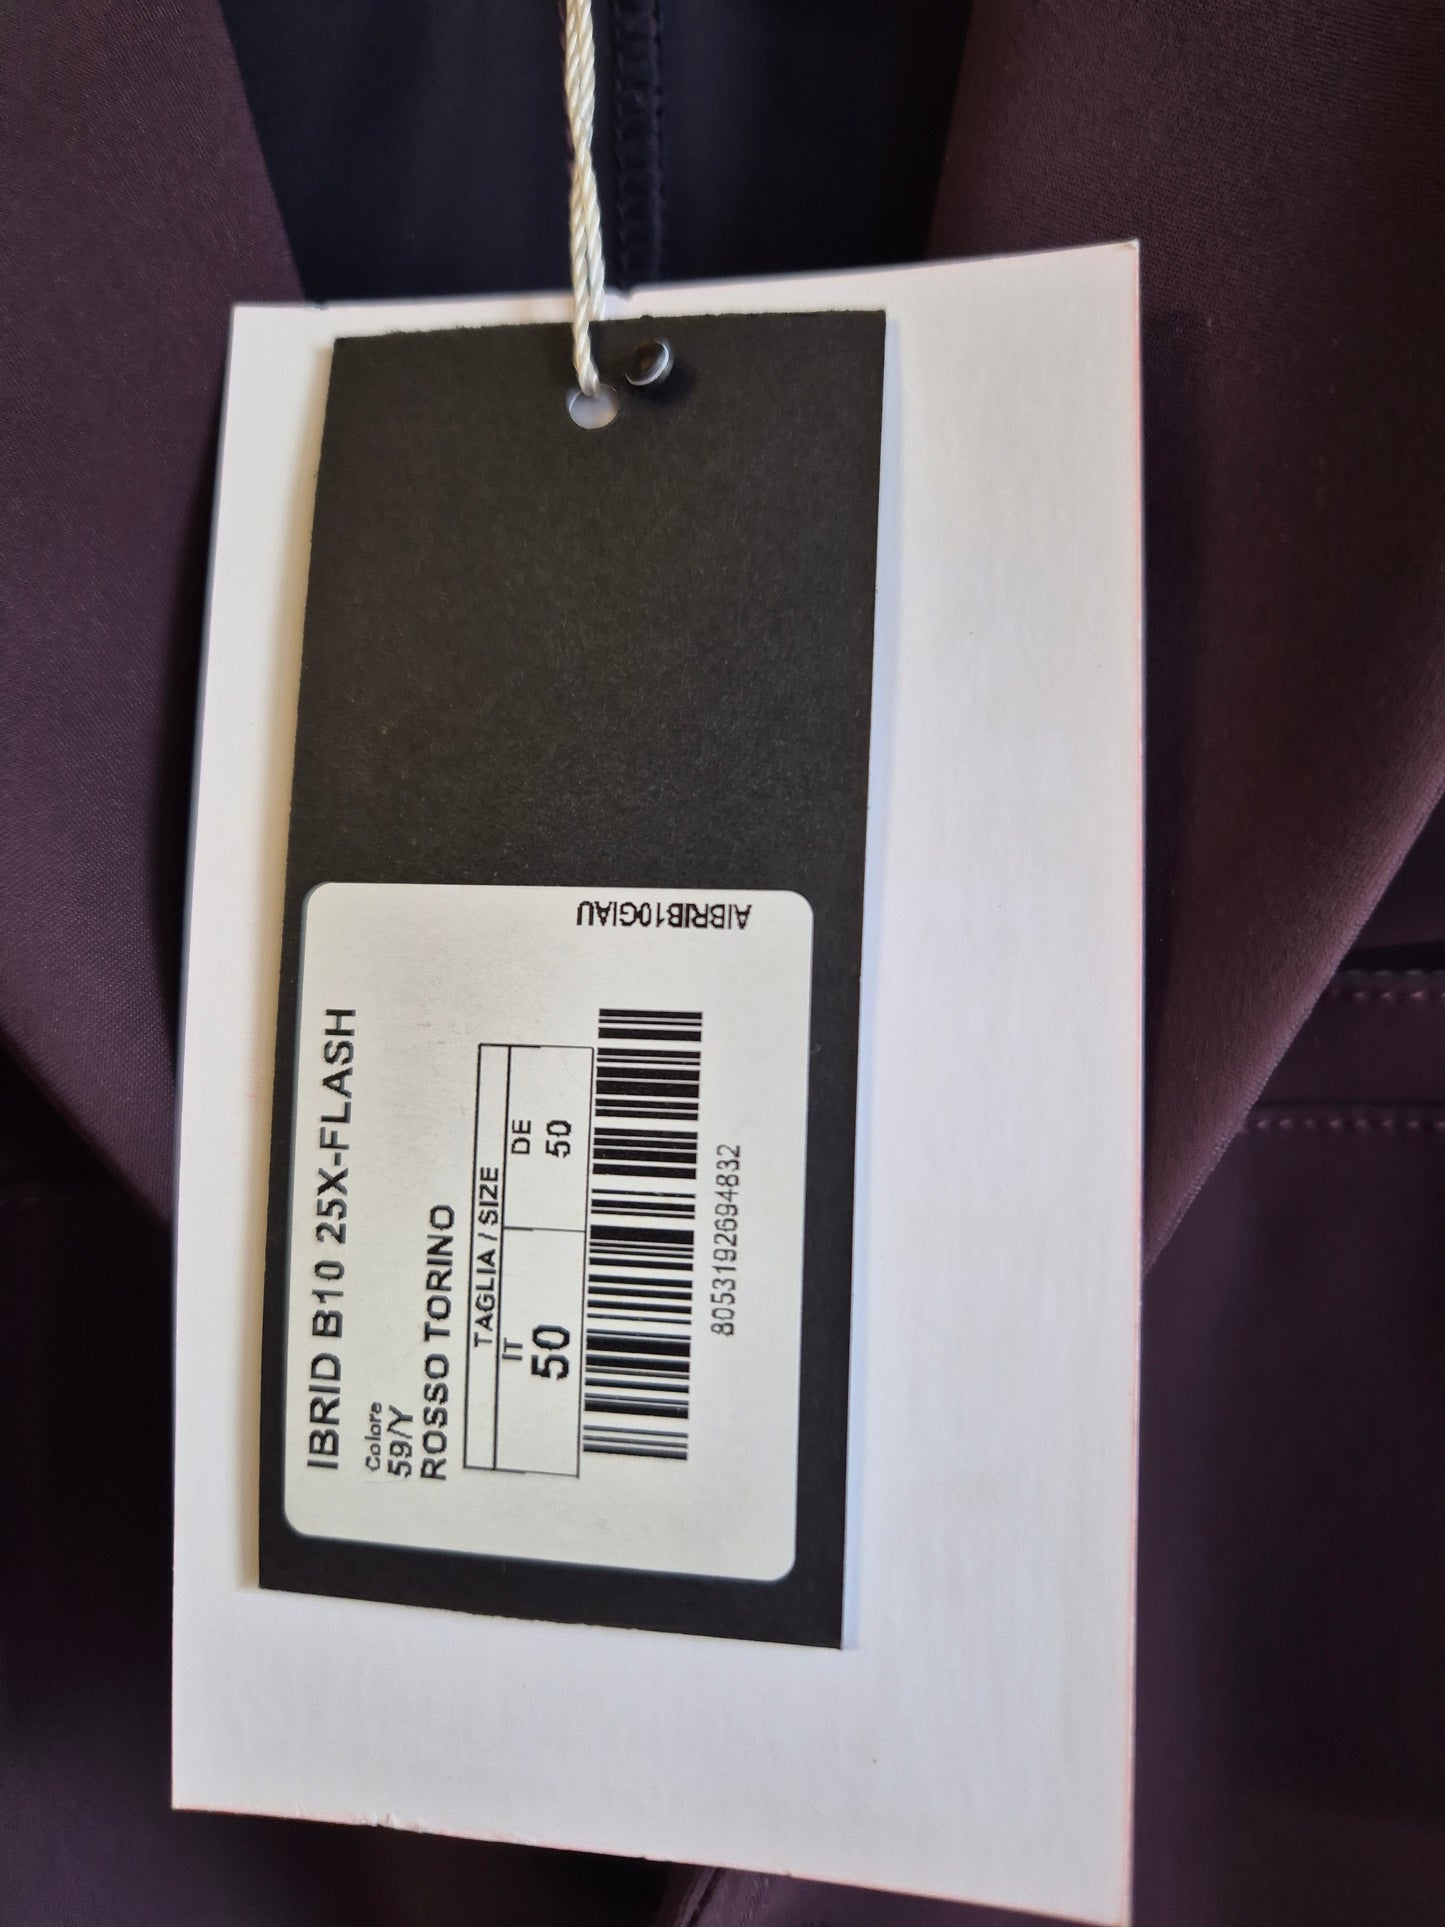 IBRID B10 25X-FLASH
Colore
59/Y
ROSSO TORINO
TAGLIA / SIZE
IT DE
50 50
8053192694832
AIBRIB10GIAU